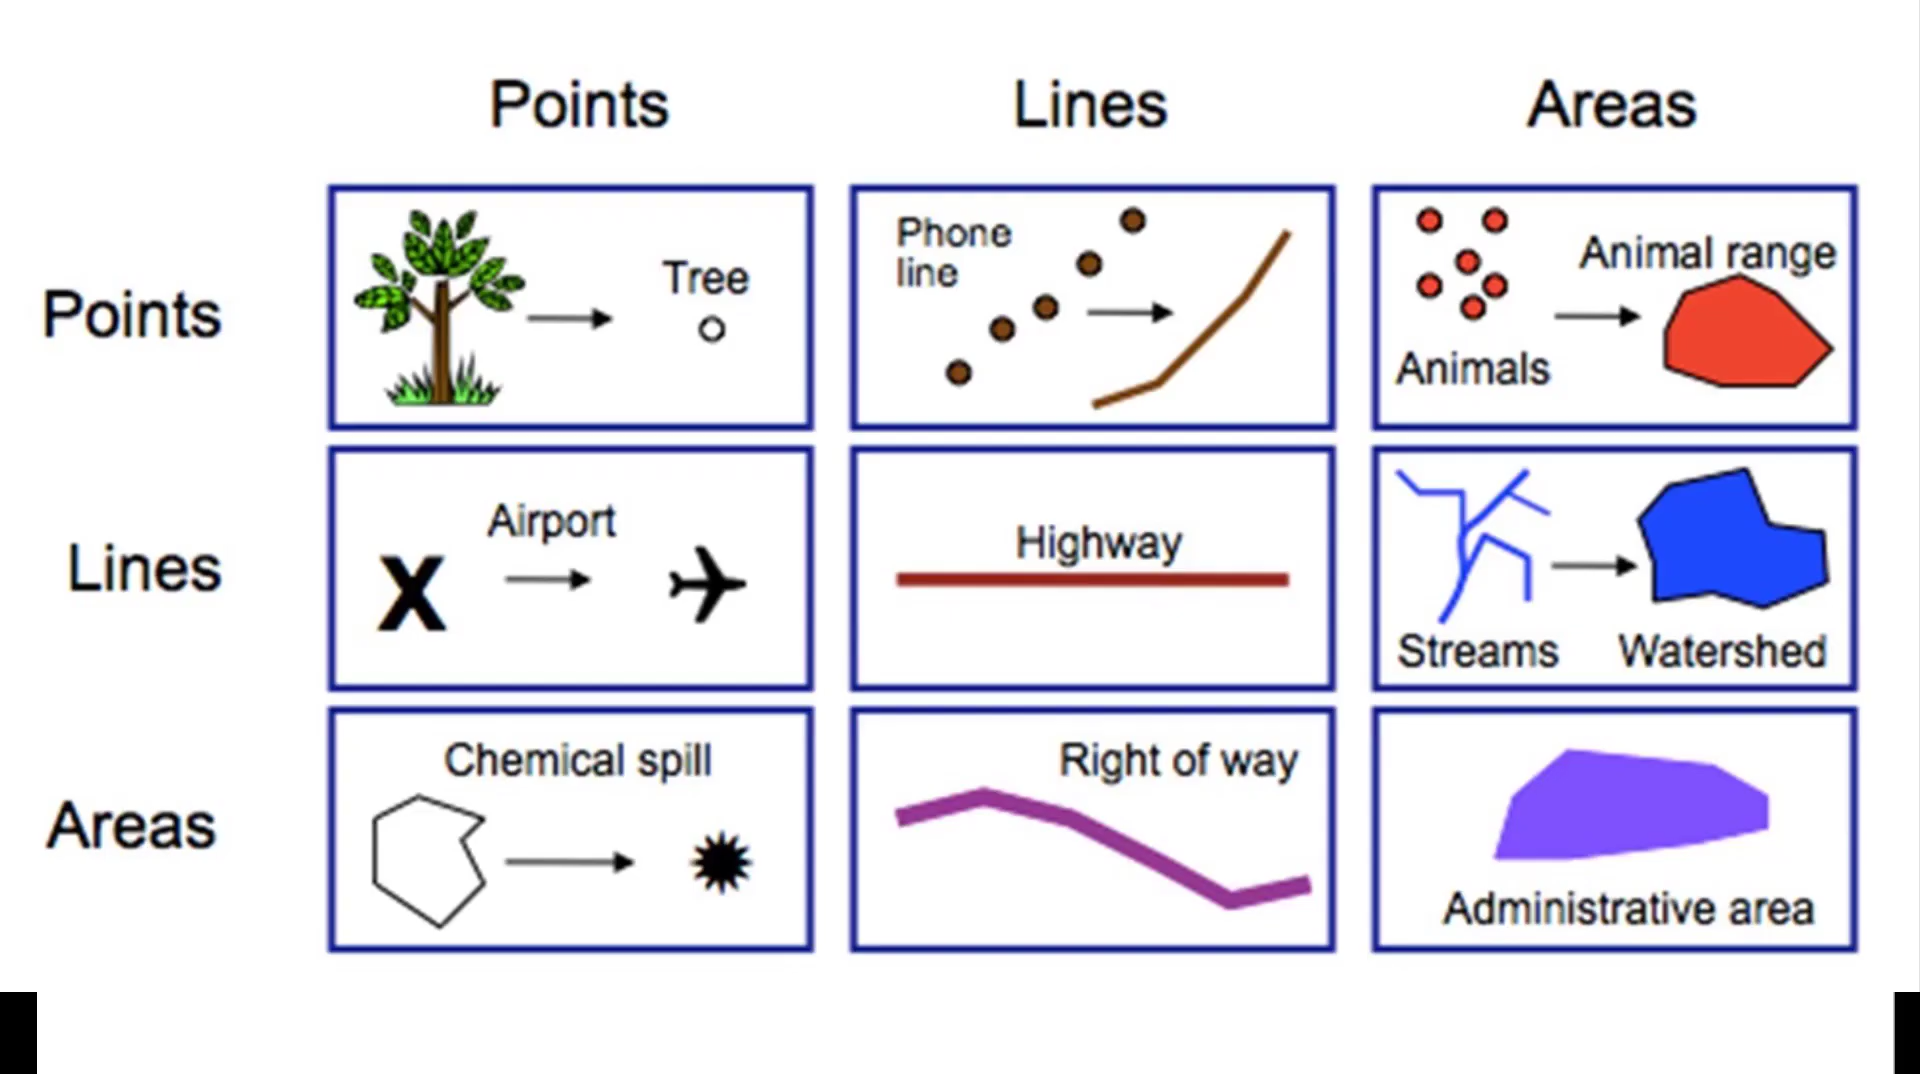 Points
Lines
Areas
Points
Tree
Phone
line
Animal range
Animals
Lines
Airport
X
Highway
Streams
Watershed
Areas
Chemical spill
Right of way
Administrative area